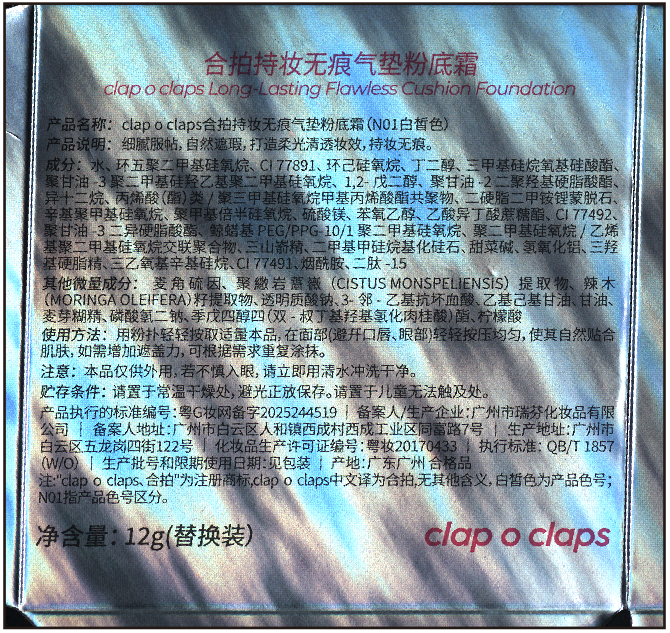 合拍持妆无痕气垫粉底霜
clap o claps Long-Lasting Flawless Cushion Foundation
产品名称：clap o claps合拍持妆无痕气垫粉底霜（N01白皙色）
产品说明：细腻服帖，自然遮瑕，打造柔光清透妆效，持妆无痕。
成分：水、环五聚二甲基硅氧烷、CI 77891、环己硅氧烷、丁二醇、三甲基硅烷氧基硅酸酯、
聚甘油 -3 聚二甲基硅氧烷乙基聚二甲基硅氧烷、1,2- 戊二醇、聚甘油 -2 二聚羟基硬脂酸酯、
异十二烷、丙烯酸（酯）类 / 聚三甲基硅氧烷甲基丙烯酸酯共聚物、二硬脂二甲铵锂蒙脱石、
辛基聚甲基硅氧烷、聚甲基倍半硅氧烷、硫酸镁、苯氧乙醇、乙酸异丁酸蔗糖酯、CI 77492、
聚甘油 -3 二异硬脂酸酯、鲸蜡基 PEG/PPG-10/1 聚二甲基硅氧烷、聚二甲基硅氧烷 / 乙烯
基聚二甲基硅氧烷交联聚合物、三山嵛精、二甲基甲硅烷基化硅石、甜菜碱、氢氧化铝、三羟
基硬脂精、三乙氧基辛基硅烷、CI 77491、烟酰胺、二肽 -15
其他微量成分：麦角硫因、聚繖岩蔷薇（CISTUS MONSPELIENSIS）提取物、辣木
（MORINGA OLEIFERA）籽提取物、透明质酸钠、3- 邻 - 乙基抗坏血酸、乙基己基甘油、甘油、
麦芽糊精、磷酸氢二钠、季戊四醇四（双 - 叔丁基羟基氢化肉桂酸）酯、柠檬酸
使用方法：用粉扑轻轻按取适量本品，在面部(避开口唇、眼部)轻轻按压均匀，使其自然贴合
肌肤，如需增加遮盖力，可根据需求重复涂抹。
注意：本品仅供外用，若不慎入眼，请立即用清水冲洗干净。
贮存条件：请置于常温干燥处，避光正放保存。请置于儿童无法触及处。
产品执行的标准编号：粤G妆网备字2025244519 | 备案人/生产企业：广州市瑞芬化妆品有限
公司 | 备案人地址：广州市白云区人和镇西成村西成工业区同富路7号 | 生产地址：广州市
白云区五龙岗四街122号 | 化妆品生产许可证编号：粤妆20170433 | 执行标准：QB/T 1857
(W/O) | 生产批号和限期使用日期：见包装 | 产地：广东广州 合格品
注:"clap o claps、合拍"为注册商标,clap o claps中文译为合拍,无其他含义，白皙色为产品色号；
N01指产品色号区分。
净含量：12g(替换装)
clap o claps